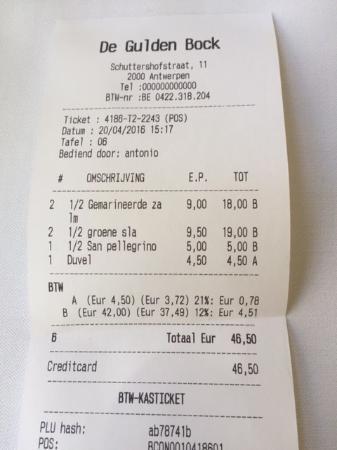 De Gulden Bock
Schuttershofstraat, 11
2000 Antwerpen
Tel :000000000000
BTW-nr :BE 0422.318.204
Ticket : 4186-T2-2243 (POS)
Datum : 20/04/2016 15:17
Tafel : 06
Bediend door: antonio
# OMSCHRIJVING E.P. TOT
2 1/2 Gemarineerde za 9,00 18,00 B
lm
2 1/2 groene sla 9,50 19,00 B
1 1/2 San pellegrino 5,00 5,00 B
1 Duvel 4,50 4,50 A
BTW
A (Eur 4,50) (Eur 3,72) 21%: Eur 0,78
B (Eur 42,00) (Eur 37,49) 12%: Eur 4,51
6 Totaal Eur 46,50
Creditcard 46,50
BTW-KASTICKET
PLU hash: ab78741b
POS: BCON0010418601